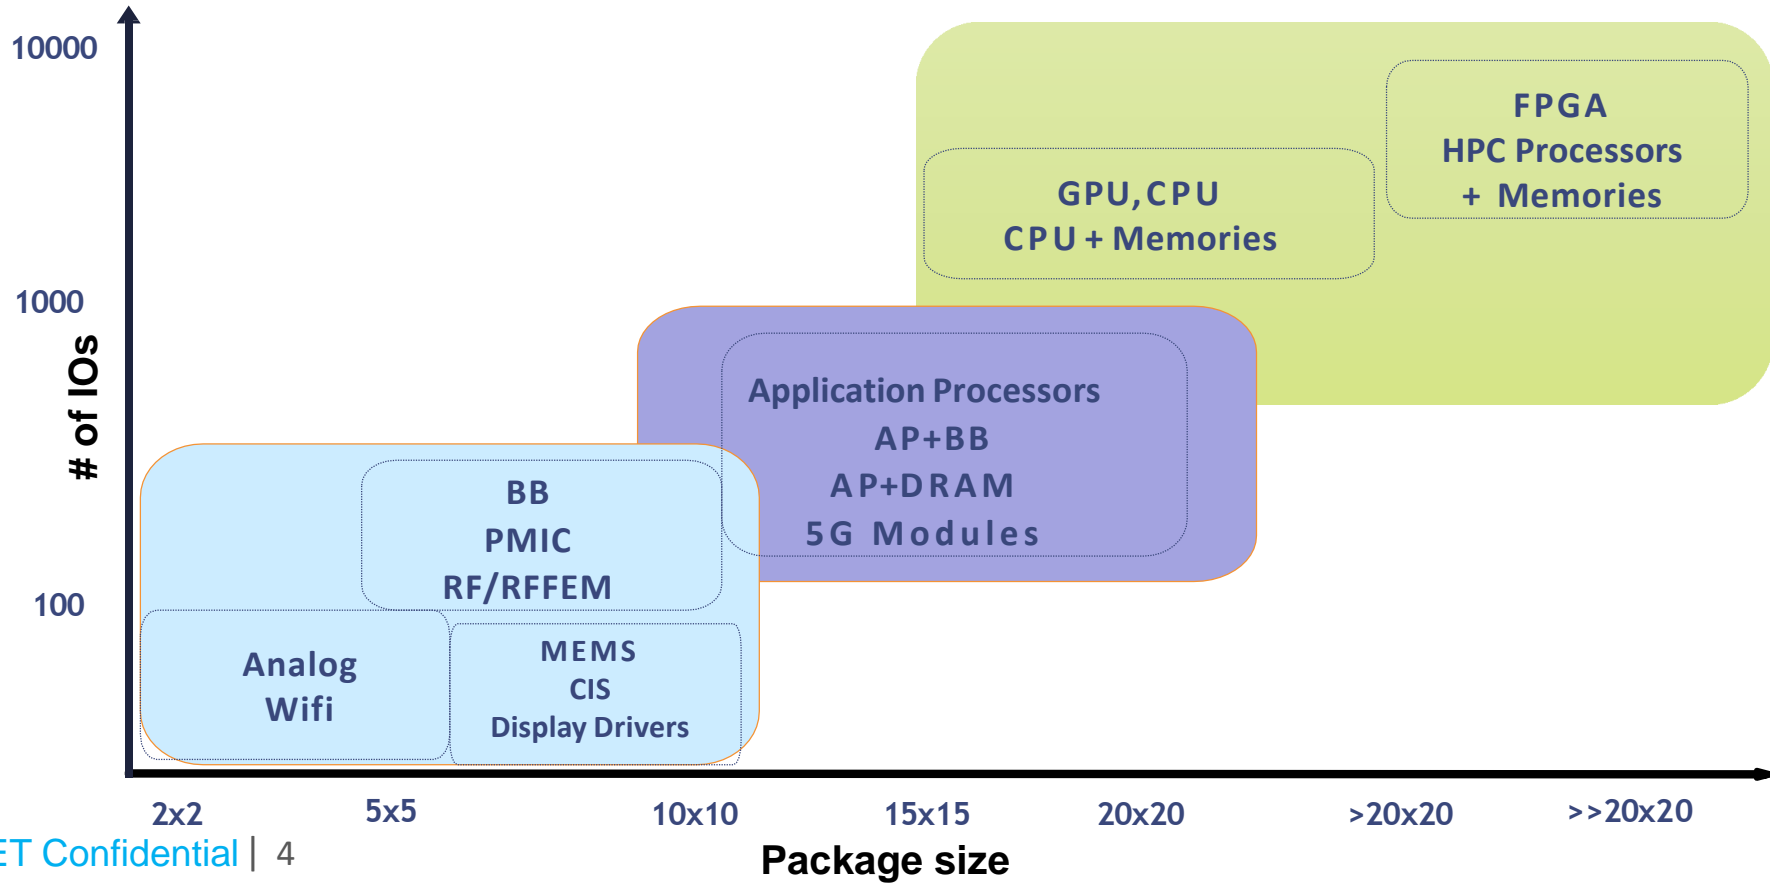 10000
1000
100
# of IOs
FPGA
HPC Processors
+ Memories
GPU, CPU
CPU + Memories
Application Processors
AP+BB
AP+DRAM
5G Modules
BB
PMIC
RF/RFFEM
Analog
Wifi
MEMS
CIS
Display Drivers
2x2 5x5 10x10 15x15 20x20 >20x20 >>20x20
Package size
ET Confidential | 4